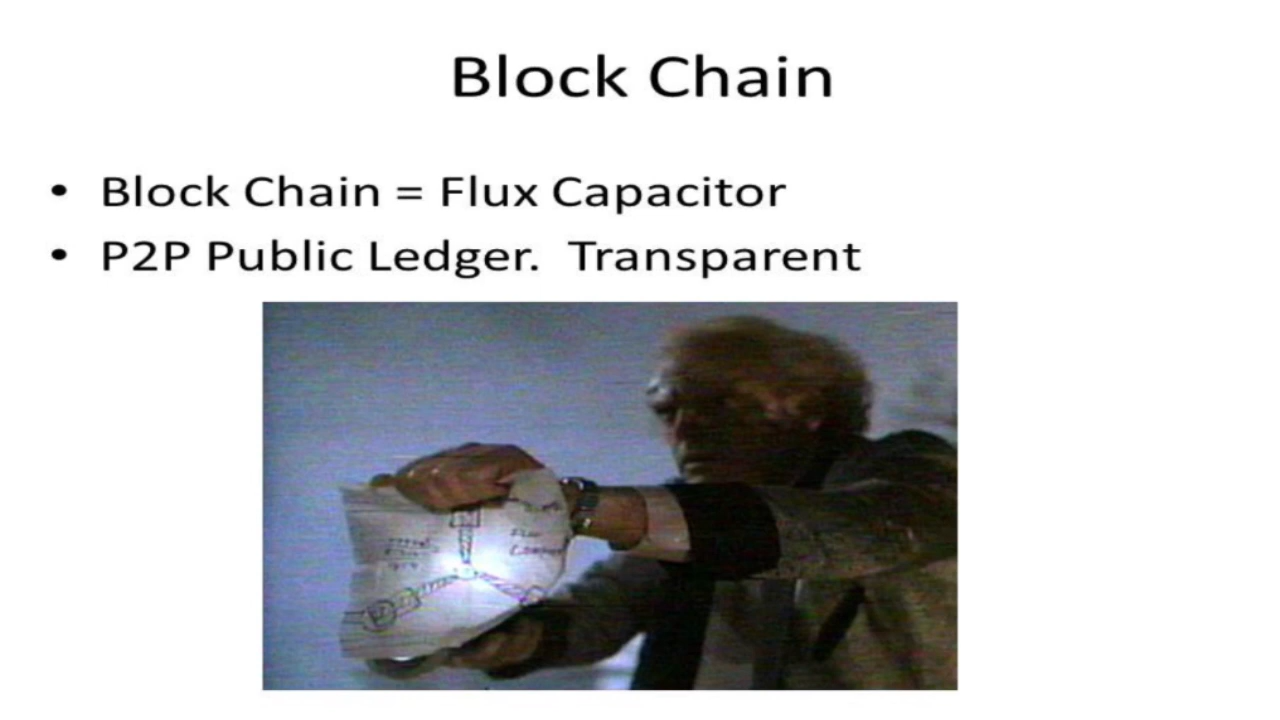 Block Chain
• Block Chain = Flux Capacitor
• P2P Public Ledger.  Transparent